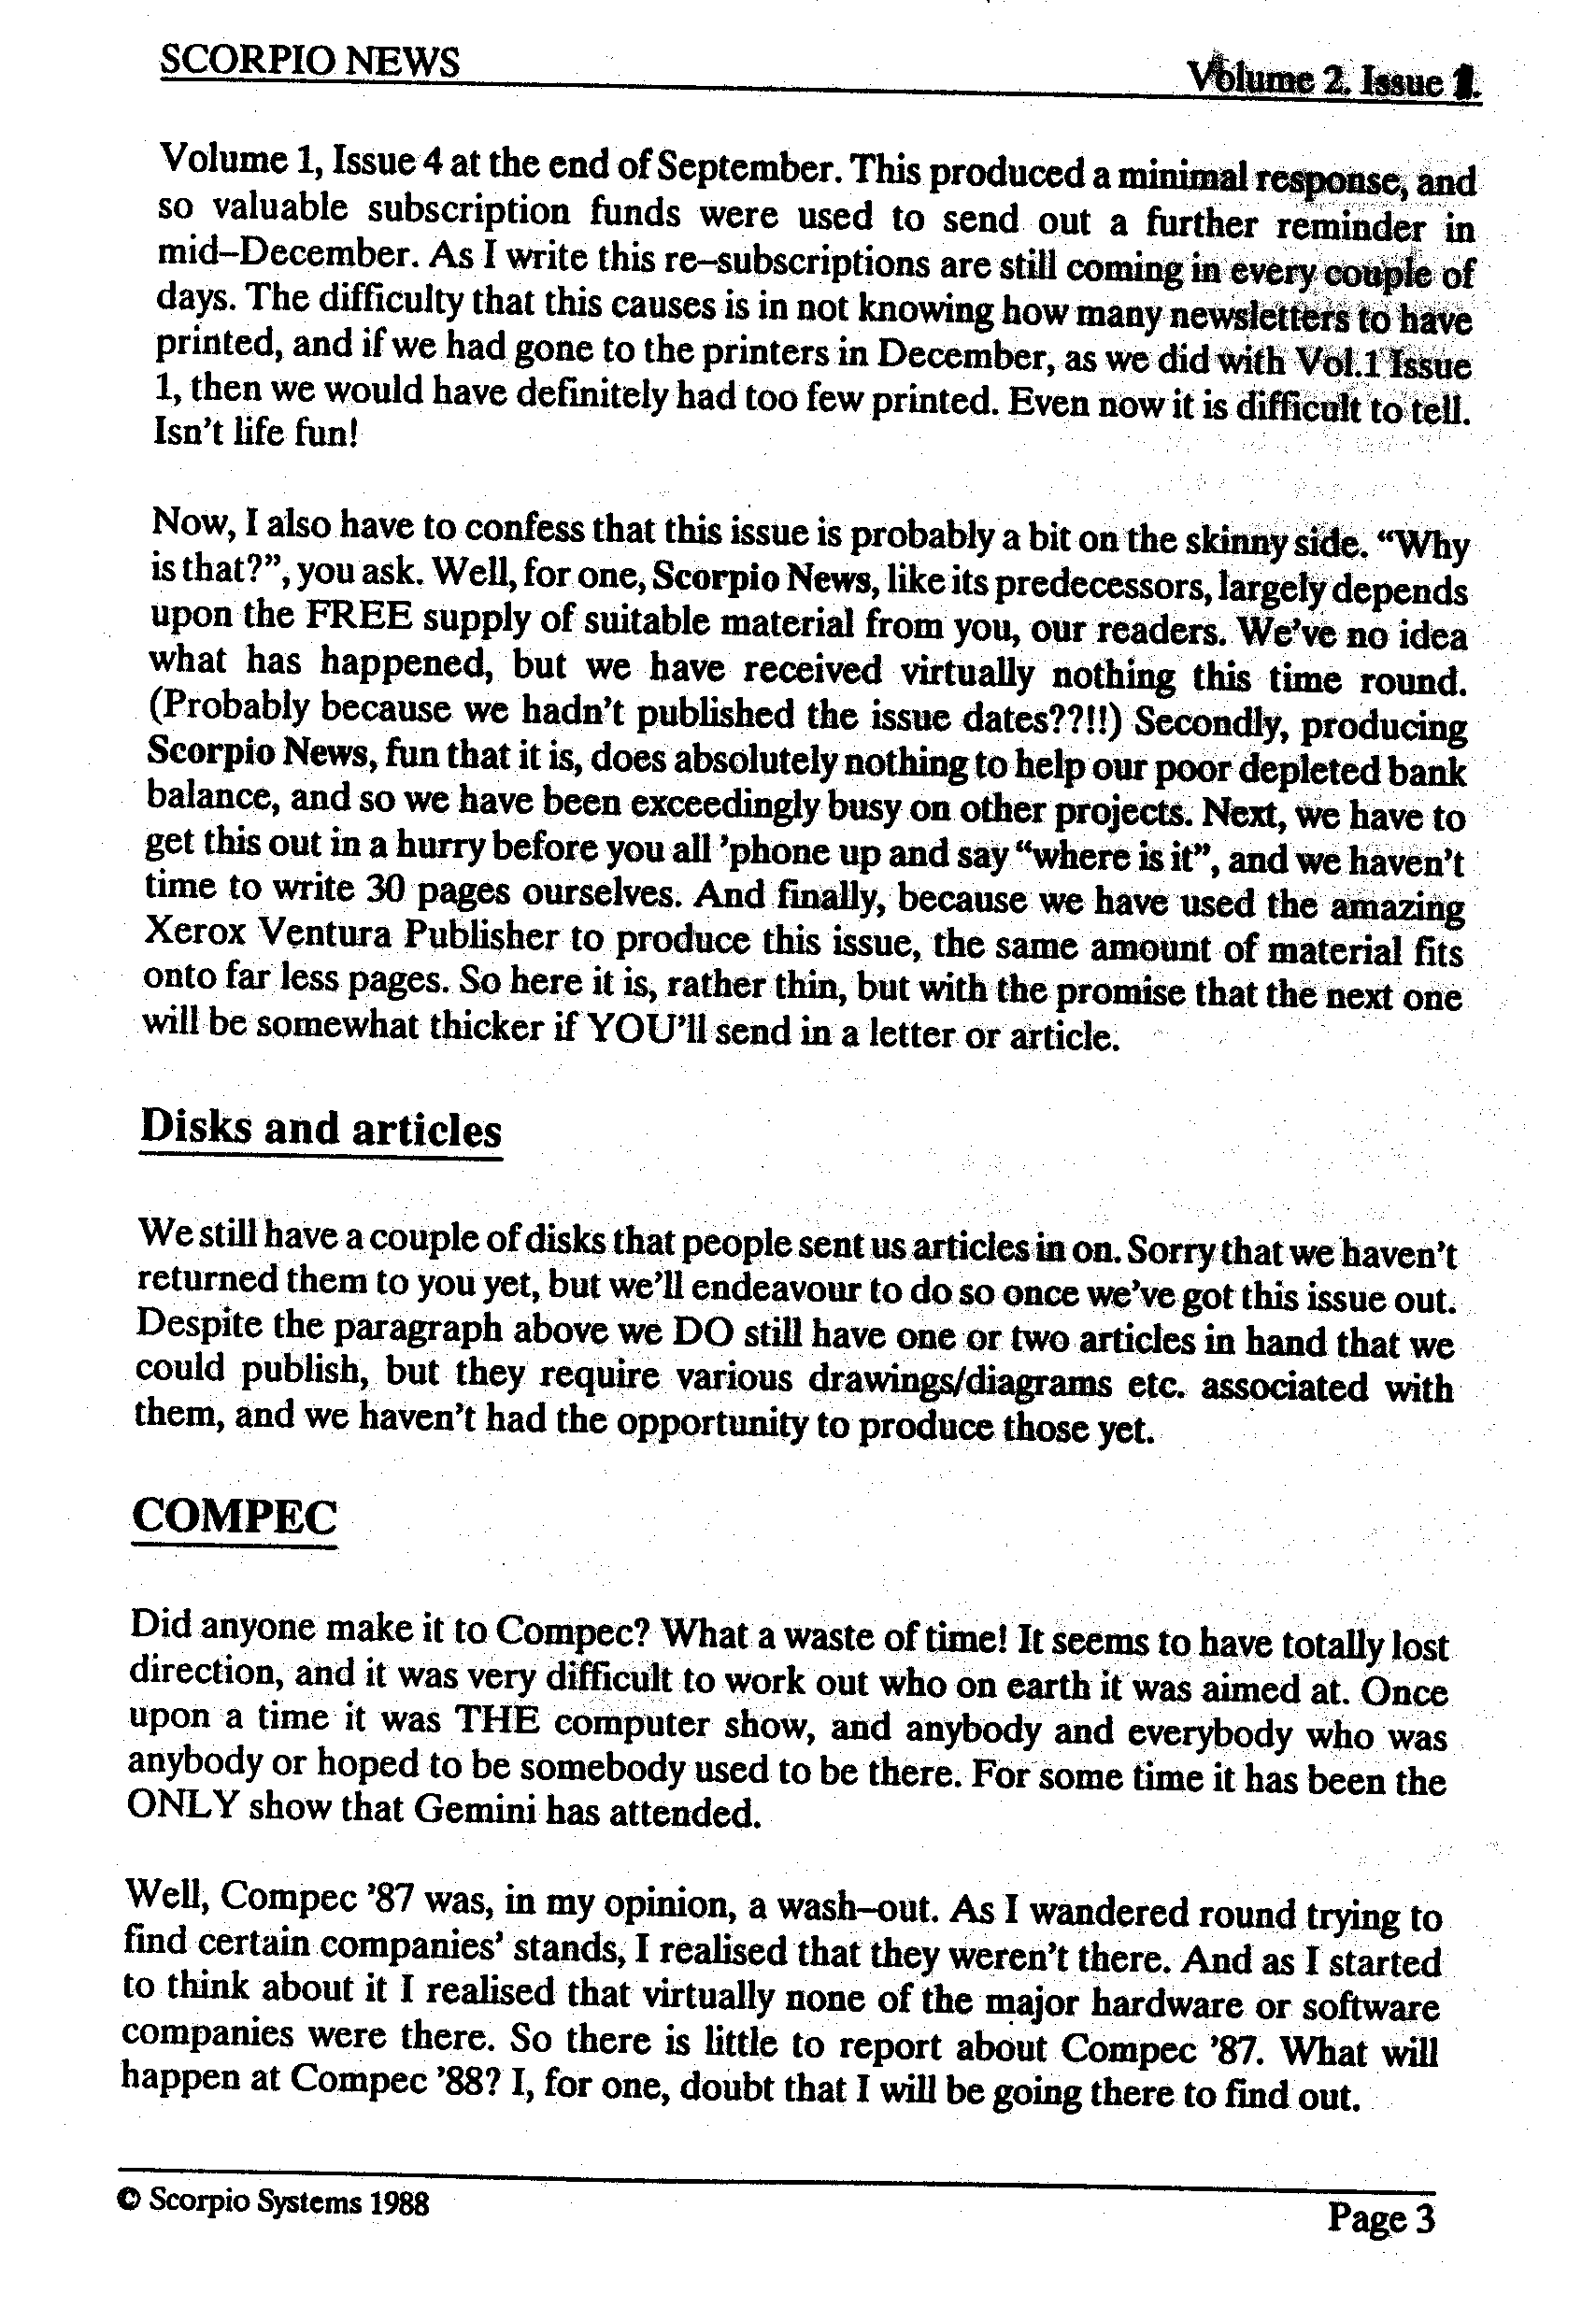 SCORPIO NEWS
Volume 2. Issue 1.
Volume 1, Issue 4 at the end of September. This produced a minimal response, and
so valuable subscription funds were used to send out a further reminder in
mid–December. As I write this re–subscriptions are still coming in every couple of
days. The difficulty that this causes is in not knowing how many newsletters to have
printed, and if we had gone to the printers in December, as we did with Vol.1 Issue
1, then we would have definitely had too few printed. Even now it is difficult to tell.
Isn't life fun!
Now, I also have to confess that this issue is probably a bit on the skinny side. “Why
is that?”, you ask. Well, for one, Scorpio News, like its predecessors, largely depends
upon the FREE supply of suitable material from you, our readers. We've no idea
what has happened, but we have received virtually nothing this time round.
(Probably because we hadn't published the issue dates??!!) Secondly, producing
Scorpio News, fun that it is, does absolutely nothing to help our poor depleted bank
balance, and so we have been exceedingly busy on other projects. Next, we have to
get this out in a hurry before you all 'phone up and say “where is it”, and we haven't
time to write 30 pages ourselves. And finally, because we have used the amazing
Xerox Ventura Publisher to produce this issue, the same amount of material fits
onto far less pages. So here it is, rather thin, but with the promise that the next one
will be somewhat thicker if YOU'll send in a letter or article.
Disks and articles
We still have a couple of disks that people sent us articles in on. Sorry that we haven't
returned them to you yet, but we'll endeavour to do so once we've got this issue out.
Despite the paragraph above we DO still have one or two articles in hand that we
could publish, but they require various drawings/diagrams etc. associated with
them, and we haven't had the opportunity to produce those yet.
COMPEC
Did anyone make it to Compec? What a waste of time! It seems to have totally lost
direction, and it was very difficult to work out who on earth it was aimed at. Once
upon a time it was THE computer show, and anybody and everybody who was
anybody or hoped to be somebody used to be there. For some time it has been the
ONLY show that Gemini has attended.
Well, Compec '87 was, in my opinion, a wash–out. As I wandered round trying to
find certain companies' stands, I realised that they weren't there. And as I started
to think about it I realised that virtually none of the major hardware or software
companies were there. So there is little to report about Compec '87. What will
happen at Compec '88? I, for one, doubt that I will be going there to find out.
© Scorpio Systems 1988
Page 3